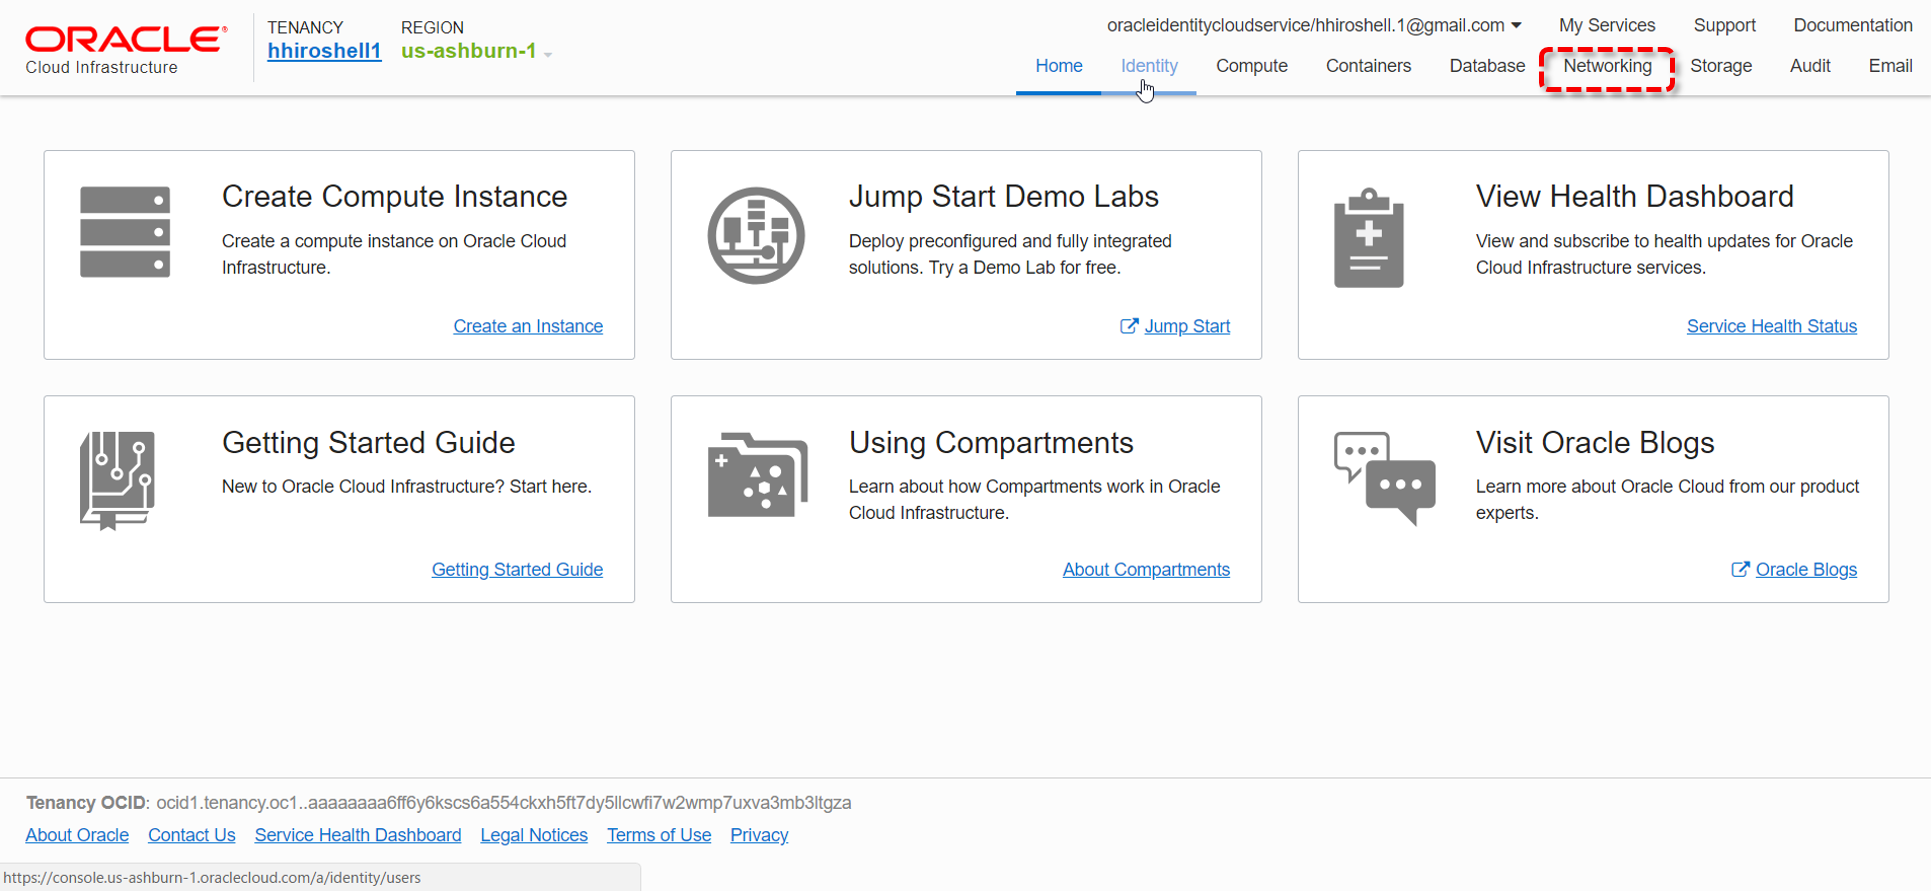 ORACLE®
Cloud Infrastructure
TENANCY
hhiroshell1
REGION
us-ashburn-1
oracleidentitycloudservice/hhiroshell.1@gmail.com
My Services
Support
Documentation
Home
Identity
Compute
Containers
Database
Networking
Storage
Audit
Email
Create Compute Instance
Create a compute instance on Oracle Cloud
Infrastructure.
Create an Instance
Jump Start Demo Labs
Deploy preconfigured and fully integrated
solutions. Try a Demo Lab for free.
Jump Start
View Health Dashboard
View and subscribe to health updates for Oracle
Cloud Infrastructure services.
Service Health Status
Getting Started Guide
New to Oracle Cloud Infrastructure? Start here.
Getting Started Guide
Using Compartments
Learn about how Compartments work in Oracle
Cloud Infrastructure.
About Compartments
Visit Oracle Blogs
Learn more about Oracle Cloud from our product
experts.
Oracle Blogs
Tenancy OCID: ocid1.tenancy.oc1..aaaaaaaa6ff6y6kscs6a554ckxh5ft7dy5llcwfi7w2wmp7uxva3mb3ltgza
About Oracle
Contact Us
Service Health Dashboard
Legal Notices
Terms of Use
Privacy
https://console.us-ashburn-1.oraclecloud.com/a/identity/users